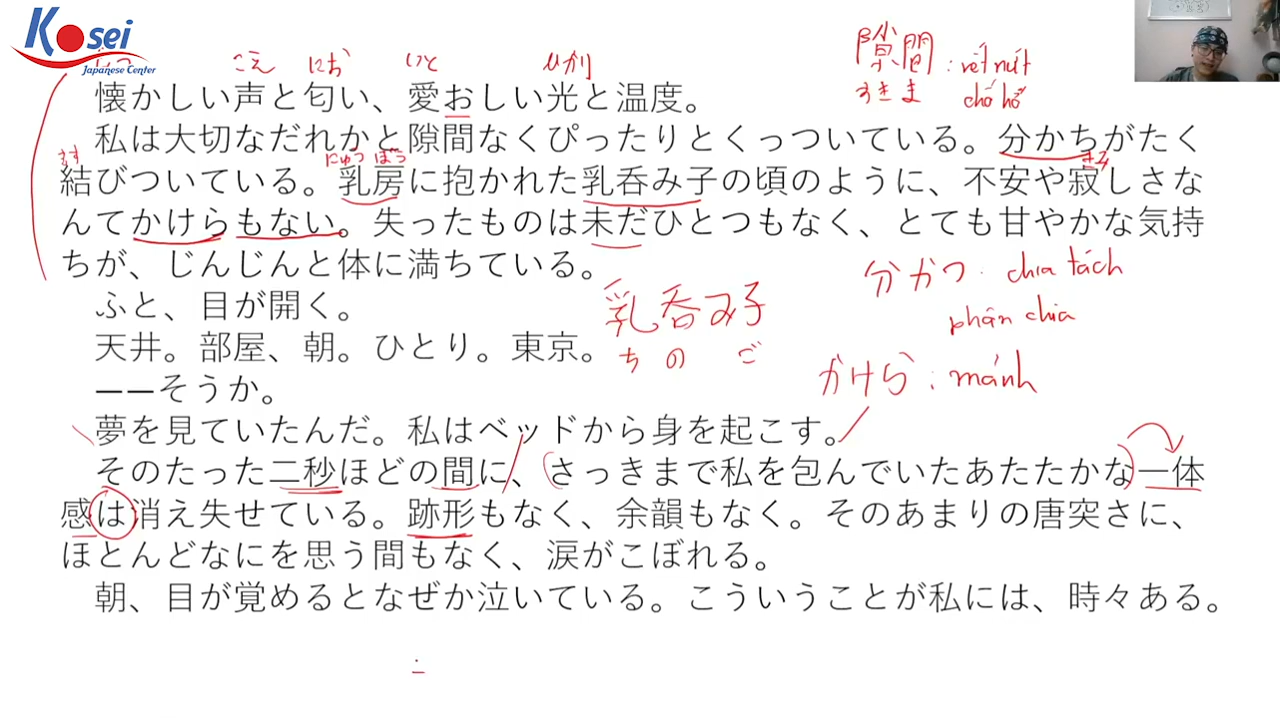 Kosei
Japanese Center
こえ にお いと ひかり
隙間 : vết nứt
すきま chỗ hở
懐かしい声と匂い、愛おしい光と温度。
私は大切なだれかと隙間なくぴったりとくっついている。分かちがたく
むす にゅう ぼう さみ
結びついている。乳房に抱かれた乳呑み子の頃のように、不安や寂しさな
んてかけらもない。失ったものは未だひとつもなく、とても甘やかな気持
ちが、じんじんと体に満ちている。
分かつ. chia tách
phân chia
ふと、目が開く。
乳呑み子
ち の ご
天井。部屋、朝。ひとり。東京。
かけら : mảnh
——そうか。
夢を見ていたんだ。私はベッドから身を起こす。
そのたった二秒ほどの間に、さっきまで私を包んでいたあたたかな一体
感は消え失せている。跡形もなく、余韻もなく。そのあまりの唐突さに、
ほとんどなにを思う間もなく、涙がこぼれる。
朝、目が覚めるとなぜか泣いている。こういうことが私には、時々ある。